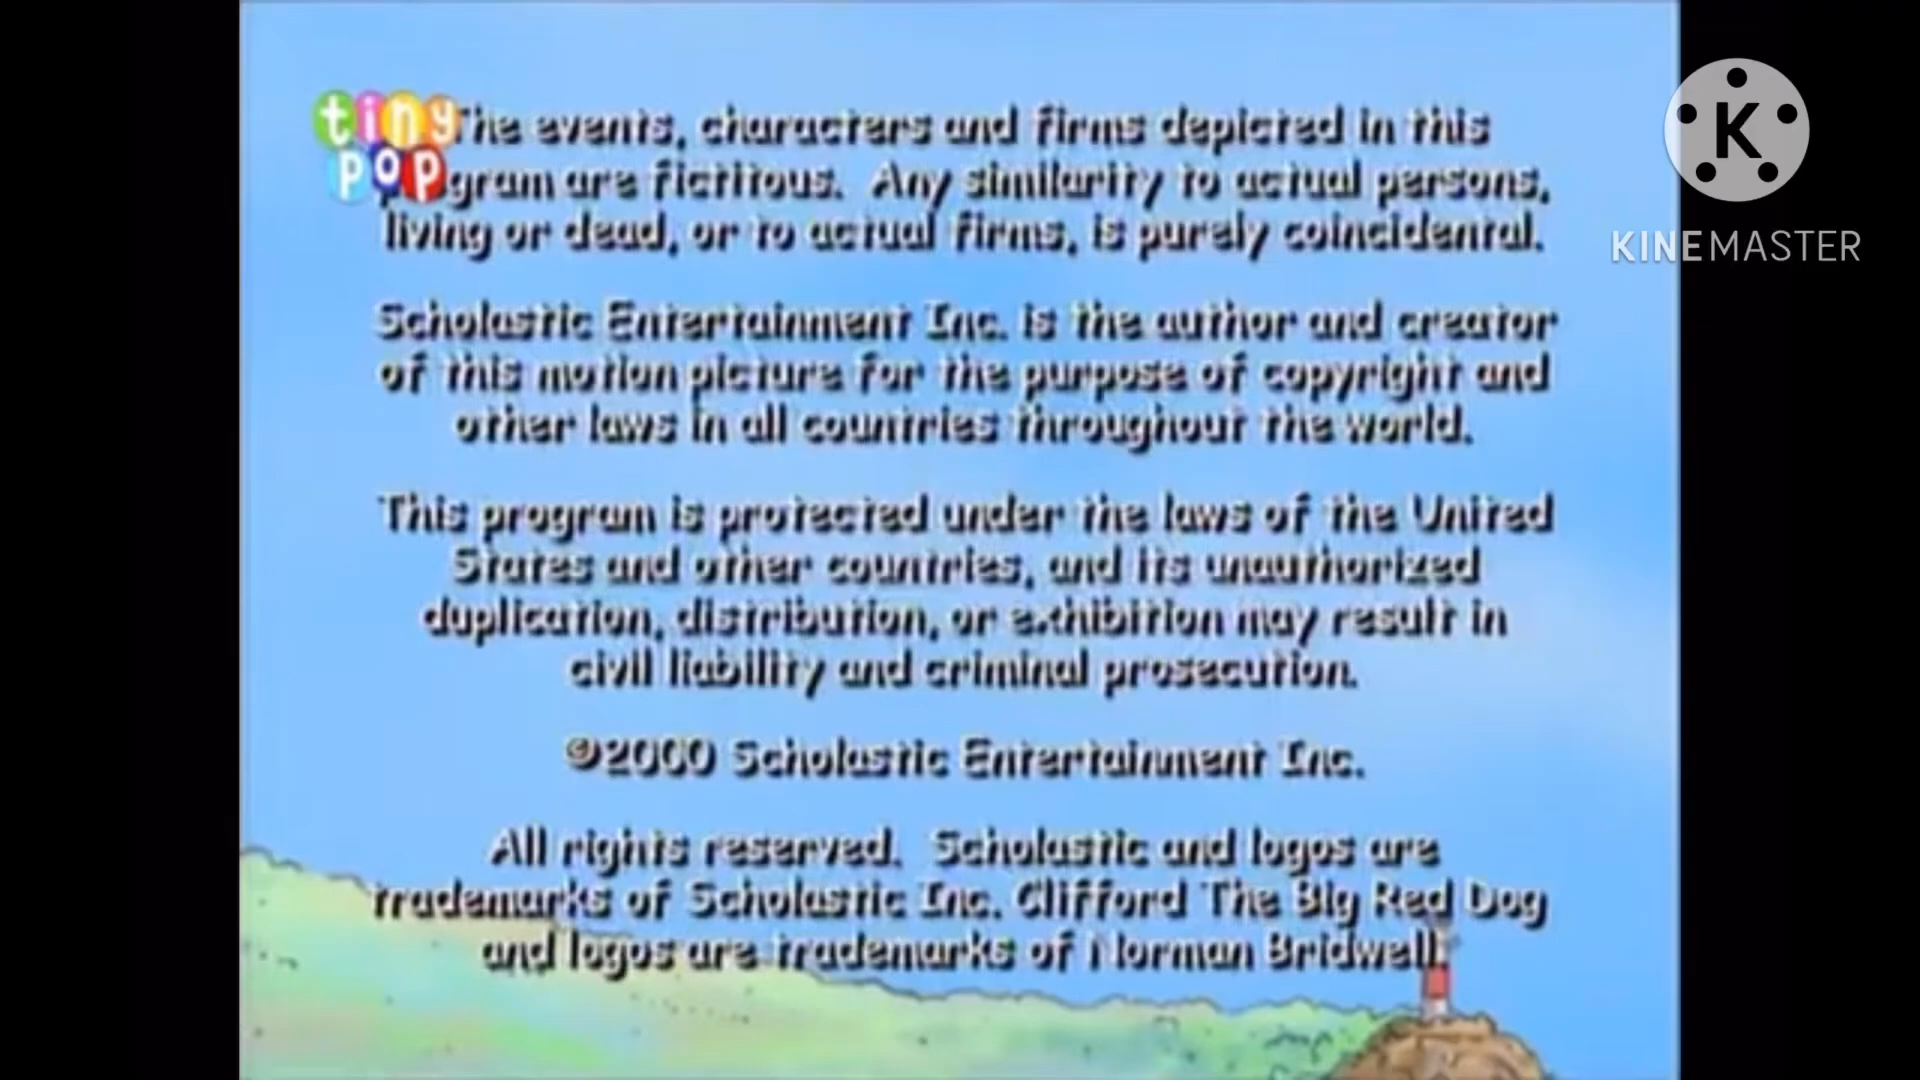 tiny
pop
The events, characters and firms depicted in this
program are fictitous. Any similarity to actual persons,
living or dead, or to actual firms, is purely coincidental.
Scholastic Entertainment Inc. is the author and creator
of this motion picture for the purpose of copyright and
other laws in all countries throughout the world.
This program is protected under the laws of the United
States and other countries, and its unauthorized
duplication, distribution, or exhibition may result in
civil liability and criminal prosecution.
©2000 Scholastic Entertainment Inc.
All rights reserved. Scholastic and logos are
trademarks of Scholastic Inc. Clifford The Big Red Dog
and logos are trademarks of Norman Bridwell.
K
KINEMASTER